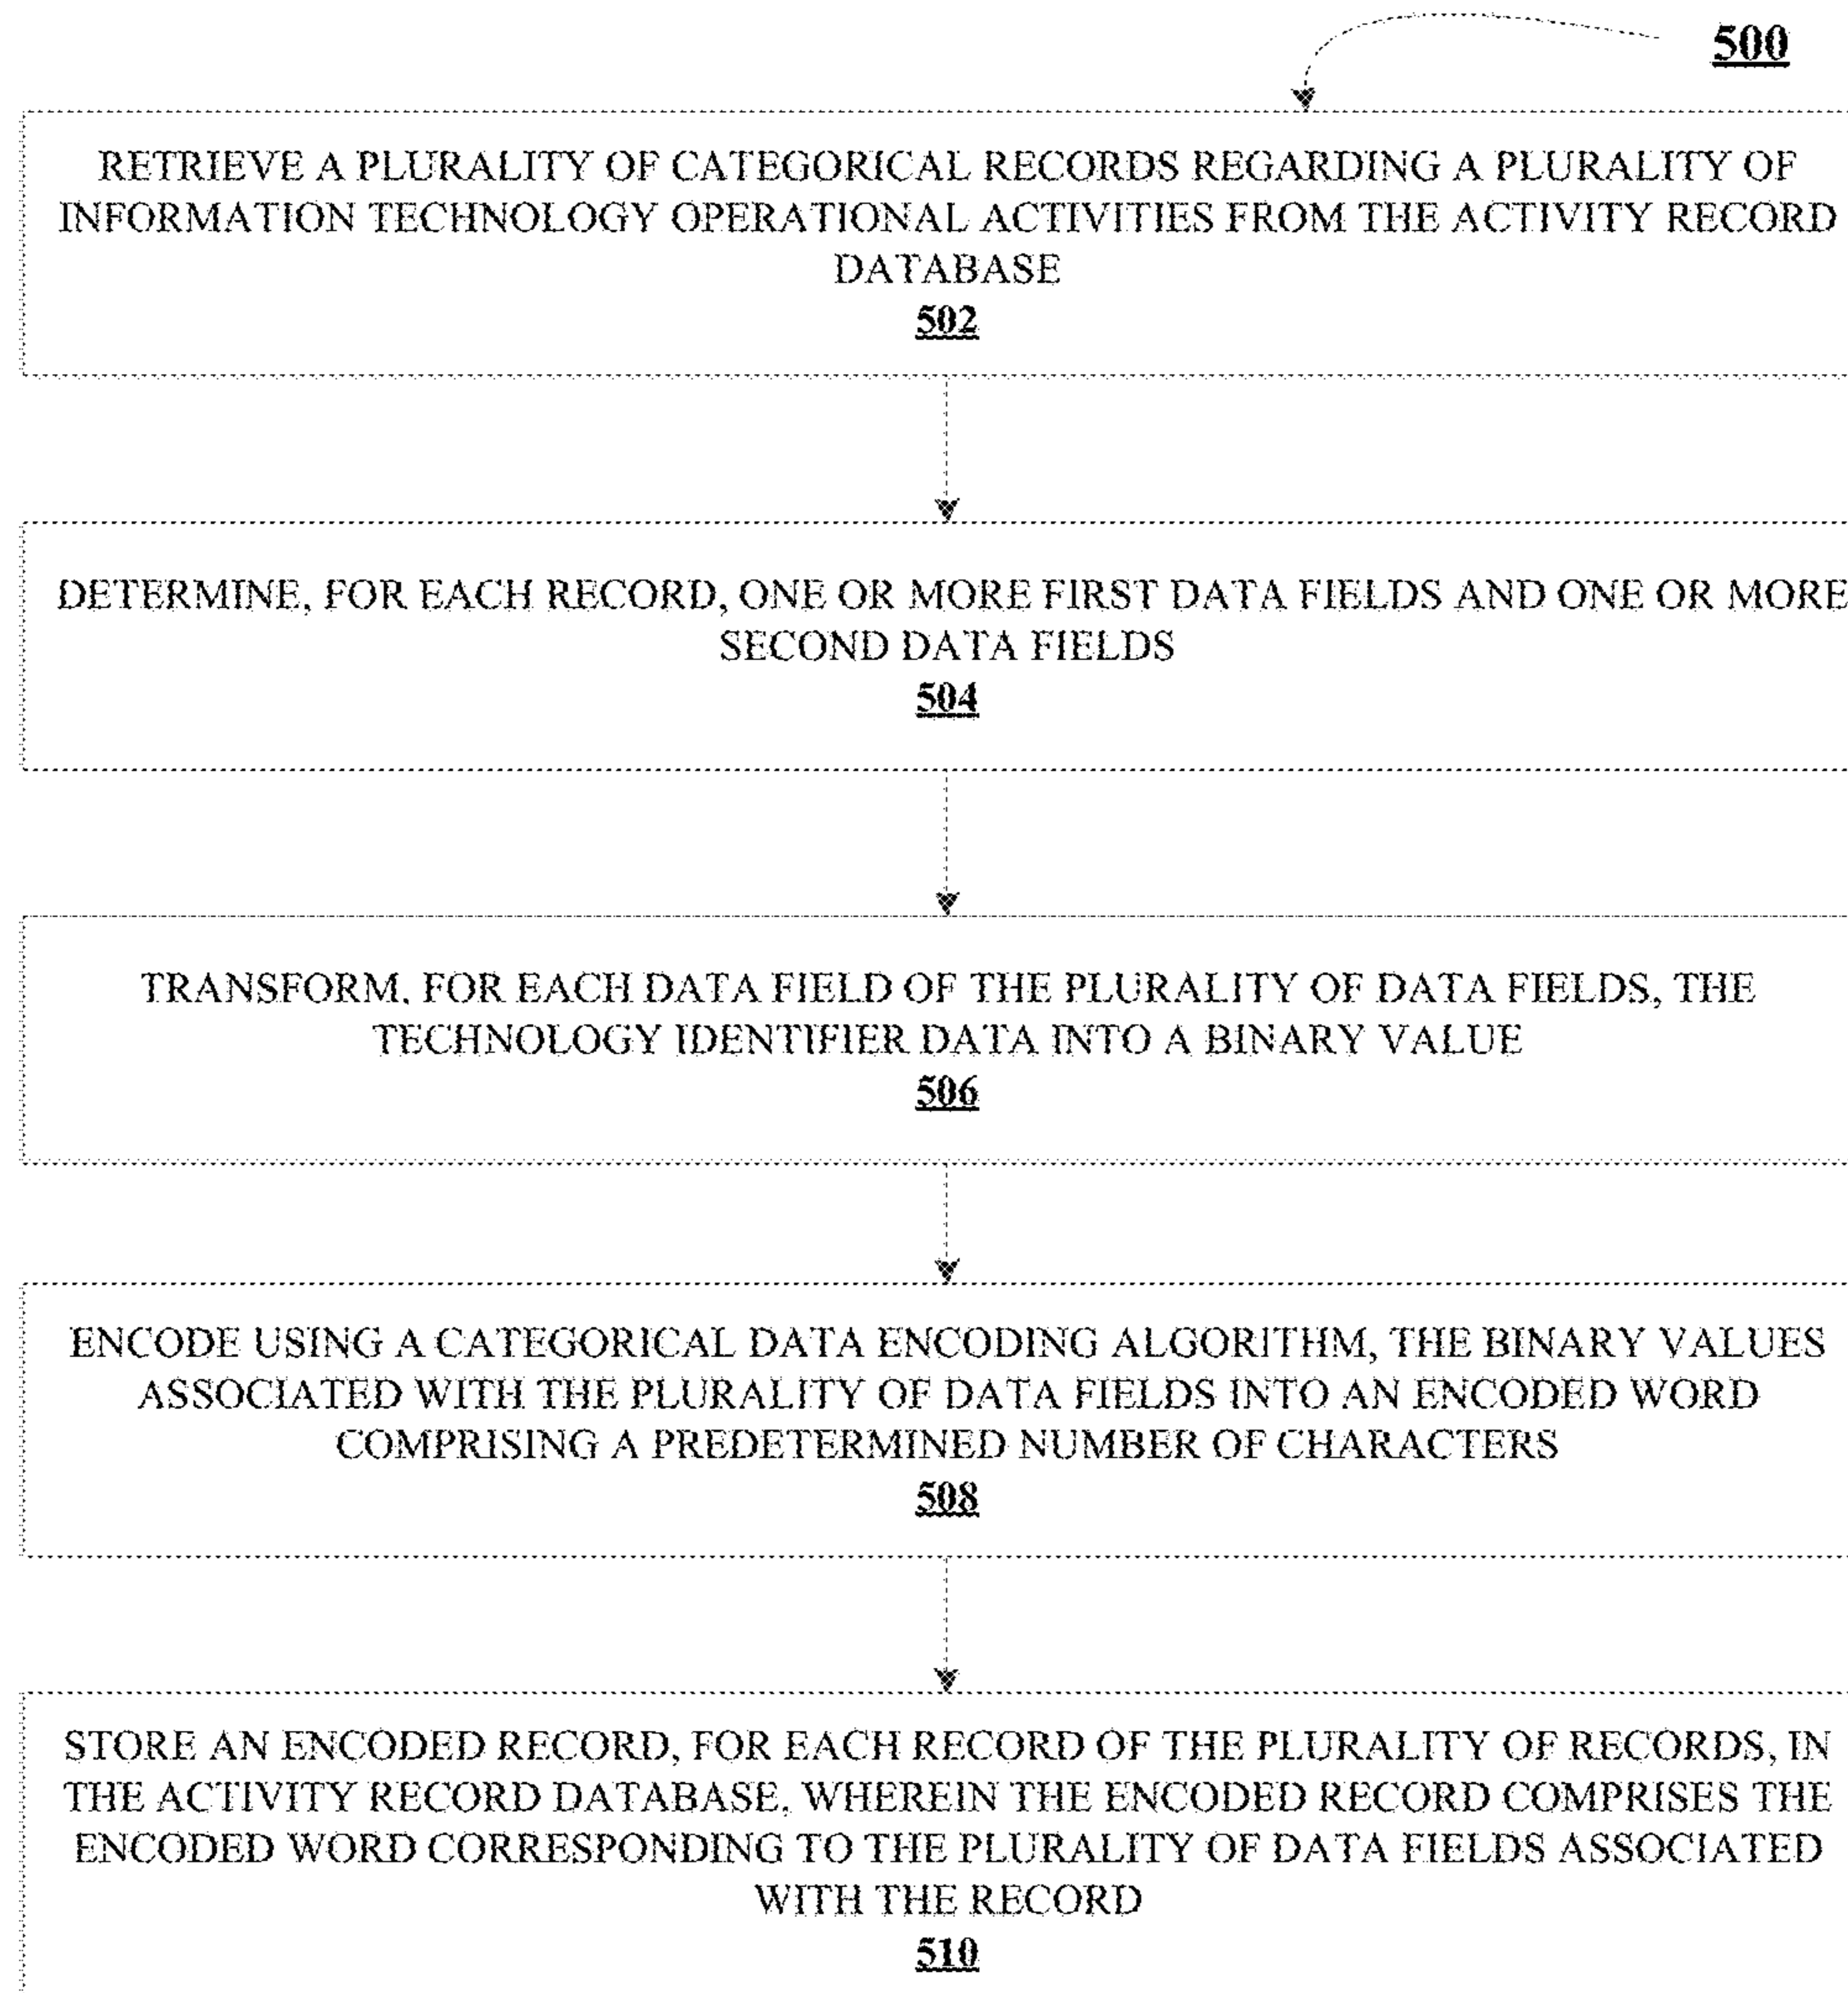 500
RETRIEVE A PLURALITY OF CATEGORICAL RECORDS REGARDING A PLURALITY OF
INFORMATION TECHNOLOGY OPERATIONAL ACTIVITIES FROM THE ACTIVITY RECORD
DATABASE
502
DETERMINE, FOR EACH RECORD, ONE OR MORE FIRST DATA FIELDS AND ONE OR MORE
SECOND DATA FIELDS
504
TRANSFORM, FOR EACH DATA FIELD OF THE PLURALITY OF DATA FIELDS, THE
TECHNOLOGY IDENTIFIER DATA INTO A BINARY VALUE
506
ENCODE USING A CATEGORICAL DATA ENCODING ALGORITHM, THE BINARY VALUES
ASSOCIATED WITH THE PLURALITY OF DATA FIELDS INTO AN ENCODED WORD
COMPRISING A PREDETERMINED NUMBER OF CHARACTERS
508
STORE AN ENCODED RECORD, FOR EACH RECORD OF THE PLURALITY OF RECORDS, IN
THE ACTIVITY RECORD DATABASE, WHEREIN THE ENCODED RECORD COMPRISES THE
ENCODED WORD CORRESPONDING TO THE PLURALITY OF DATA FIELDS ASSOCIATED
WITH THE RECORD
510